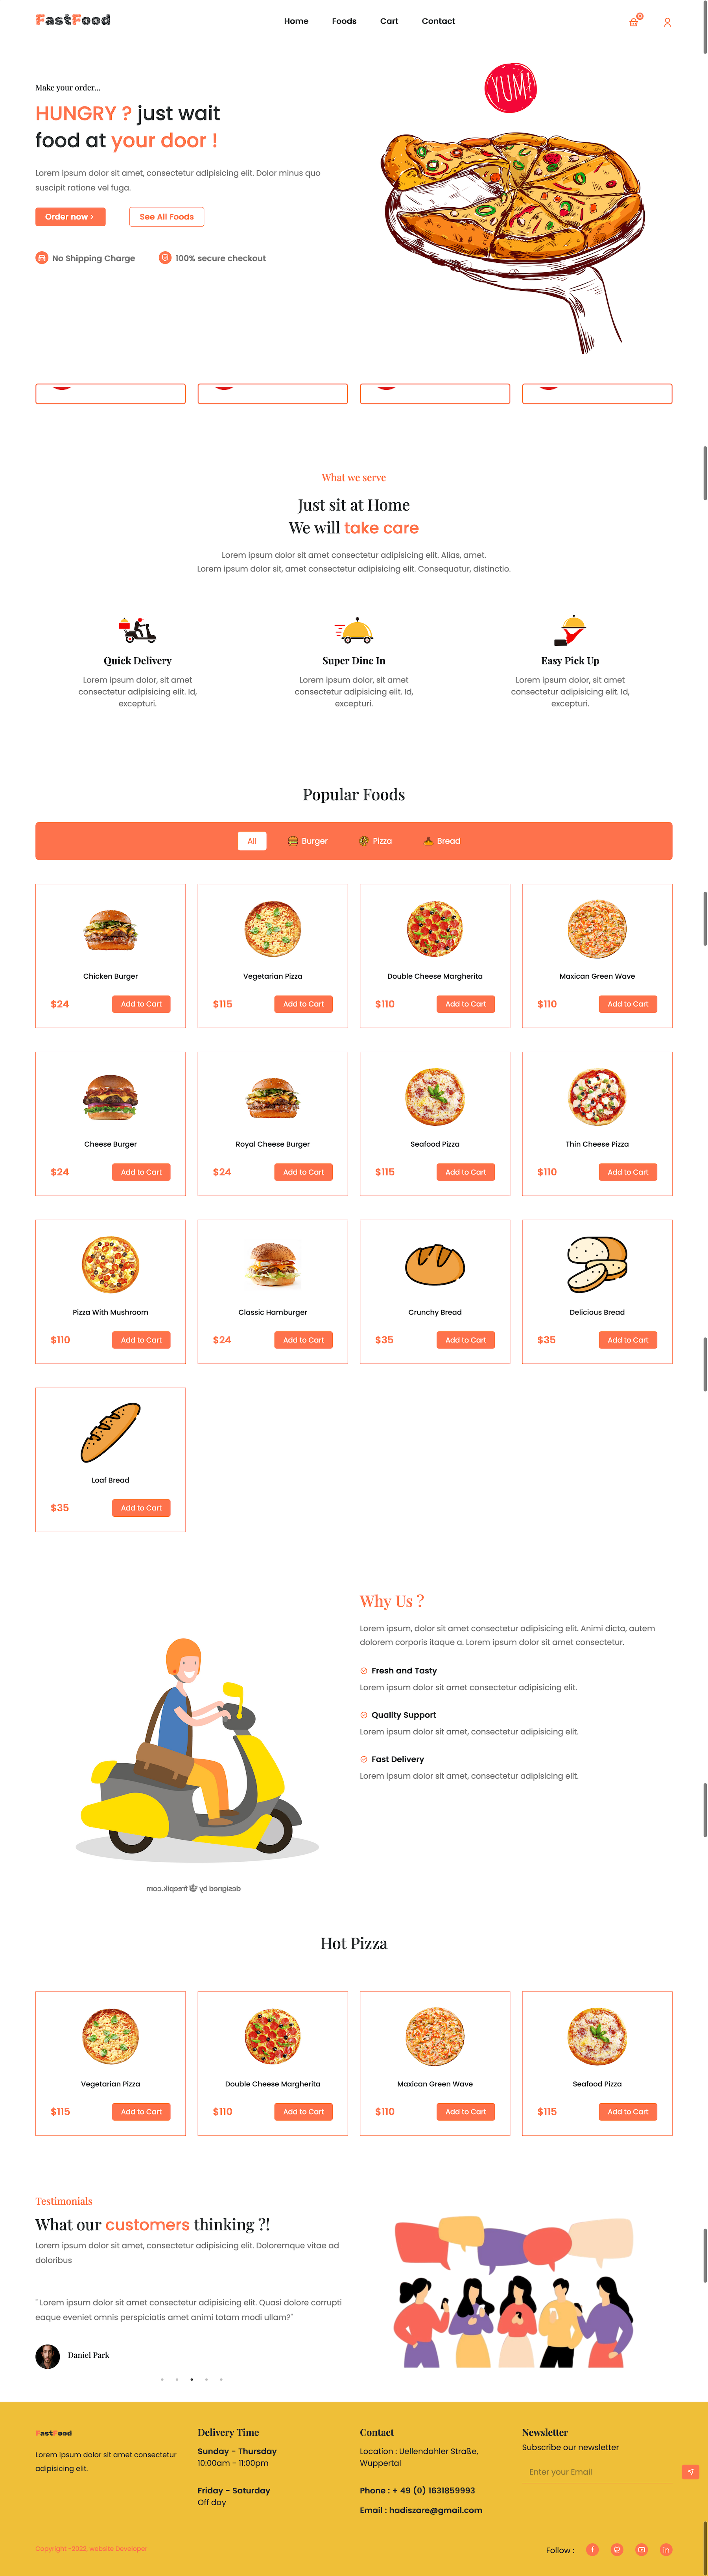 FastFood
Home Foods Cart Contact
0
Make your order...
HUNGRY ? just wait
food at your door !
Lorem ipsum dolor sit amet, consectetur adipisicing elit. Dolor minus quo
suscipit ratione vel fuga.
Order now >
See All Foods
No Shipping Charge
100% secure checkout
YUM!
What we serve
Just sit at Home
We will take care
Lorem ipsum dolor sit amet consectetur adipisicing elit. Alias, amet.
Lorem ipsum dolor sit, amet consectetur adipisicing elit. Consequatur, distinctio.
Quick Delivery
Lorem ipsum dolor, sit amet
consectetur adipisicing elit. Id,
excepturi.
Super Dine In
Lorem ipsum dolor, sit amet
consectetur adipisicing elit. Id,
excepturi.
Easy Pick Up
Lorem ipsum dolor, sit amet
consectetur adipisicing elit. Id,
excepturi.
Popular Foods
All Burger Pizza Bread
Chicken Burger
$24 Add to Cart
Vegetarian Pizza
$115 Add to Cart
Double Cheese Margherita
$110 Add to Cart
Maxican Green Wave
$110 Add to Cart
Cheese Burger
$24 Add to Cart
Royal Cheese Burger
$24 Add to Cart
Seafood Pizza
$115 Add to Cart
Thin Cheese Pizza
$110 Add to Cart
Pizza With Mushroom
$110 Add to Cart
Classic Hamburger
$24 Add to Cart
Crunchy Bread
$35 Add to Cart
Delicious Bread
$35 Add to Cart
Loaf Bread
$35 Add to Cart
designed by freepik.com
Why Us ?
Lorem ipsum, dolor sit amet consectetur adipisicing elit. Animi dicta, autem
dolorem corporis itaque a. Lorem ipsum dolor sit amet consectetur.
Fresh and Tasty
Lorem ipsum dolor sit amet consectetur adipisicing elit.
Quality Support
Lorem ipsum dolor sit amet, consectetur adipisicing elit.
Fast Delivery
Lorem ipsum dolor sit amet, consectetur adipisicing elit.
Hot Pizza
Vegetarian Pizza
$115 Add to Cart
Double Cheese Margherita
$110 Add to Cart
Maxican Green Wave
$110 Add to Cart
Seafood Pizza
$115 Add to Cart
Testimonials
What our customers thinking ?!
Lorem ipsum dolor sit amet, consectetur adipisicing elit. Doloremque vitae ad
doloribus
" Lorem ipsum dolor sit amet consectetur adipisicing elit. Quasi dolore corrupti
eaque eveniet omnis perspiciatis amet animi totam modi ullam?"
Daniel Park
FastFood
Lorem ipsum dolor sit amet consectetur
adipisicing elit.
Delivery Time
Sunday - Thursday
10:00am - 11:00pm
Friday - Saturday
Off day
Contact
Location : Uellendahler Straße,
Wuppertal
Phone : + 49 (0) 1631859993
Email : hadiszare@gmail.com
Newsletter
Subscribe our newsletter
Enter your Email
Copyright -2022, website Developer
Follow : f in